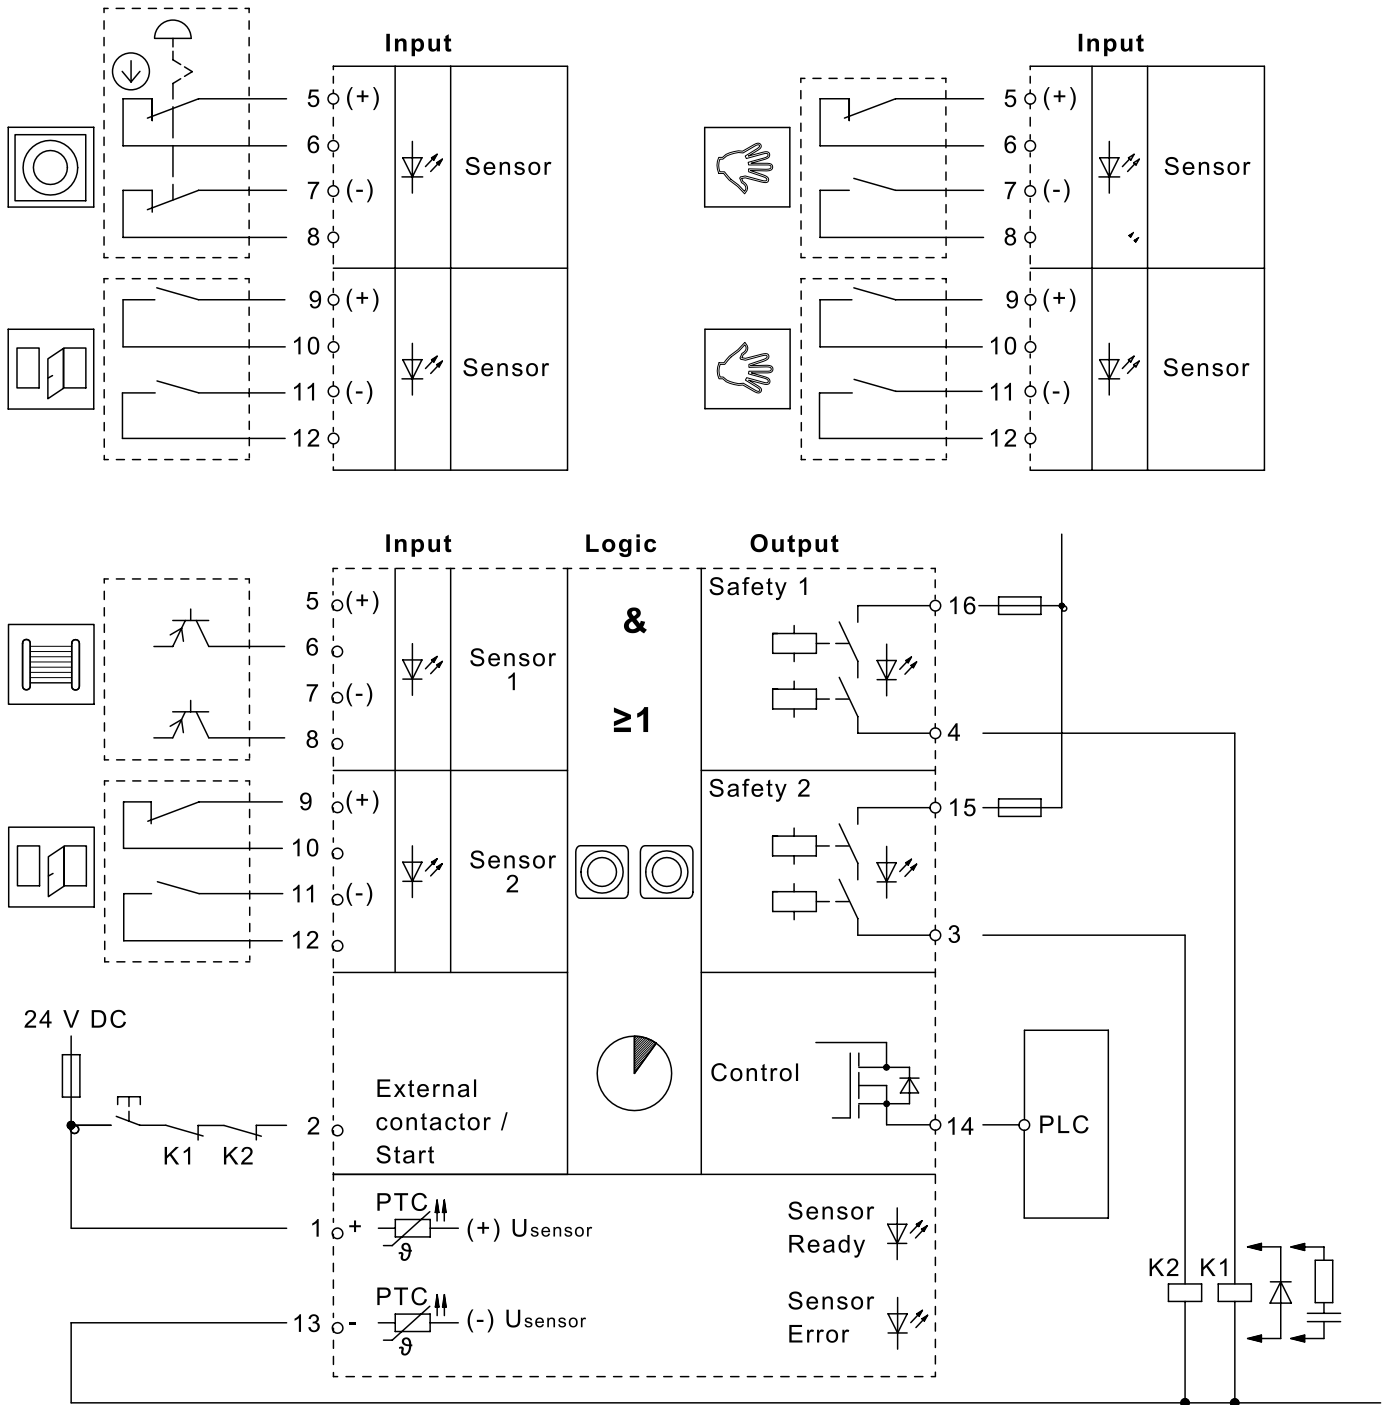 Input
5 (+)
6
7 (-)
8
Sensor
9 (+)
10
11 (-)
12
Sensor
Input
5 (+)
6
7 (-)
8
Sensor
9 (+)
10
11 (-)
12
Sensor
Input
Logic
Output
5 (+)
6
7 (-)
8
Sensor
1
9 (+)
10
11 (-)
12
Sensor
2
&
≥1
Safety 1
16
4
Safety 2
15
3
24 V DC
K1 K2
2
External
contactor /
Start
Control
14
PLC
1 +
PTC
ϑ
(+) Usensor
13 -
PTC
ϑ
(-) Usensor
Sensor
Ready
Sensor
Error
K2 K1